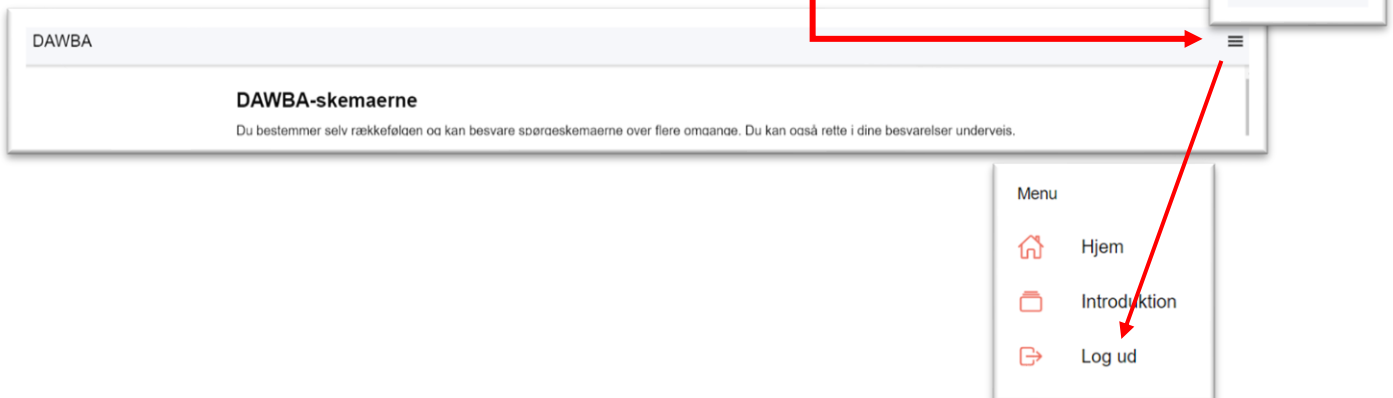 DAWBA
DAWBA-skemaerne
Du bestemmer selv rækkefølgen og kan besvare spørgeskemaerne over flere omgange. Du kan også rette i dine besvarelser undervejs.
Menu
Hjem
Introduktion
Log ud